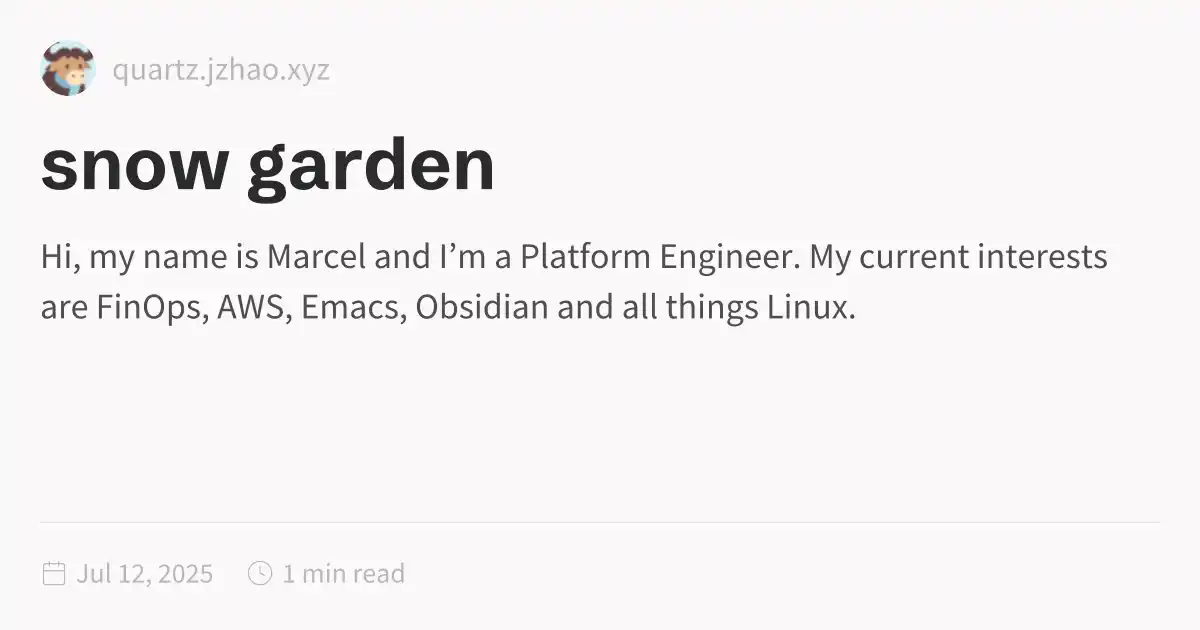 quartz.jzhao.xyz
snow garden
Hi, my name is Marcel and I’m a Platform Engineer. My current interests
are FinOps, AWS, Emacs, Obsidian and all things Linux.
Jul 12, 2025 1 min read